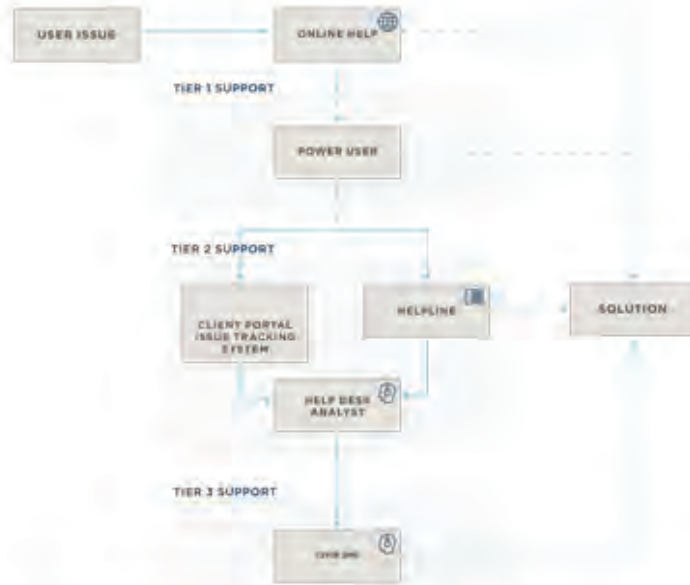 USER ISSUE
ONLINE HELP
TIER 1 SUPPORT
POWER USER
TIER 2 SUPPORT
CLIENT PORTAL
ISSUE TRACKING
SYSTEM
HELPLINE
SOLUTION
HELP DESK
ANALYST
TIER 3 SUPPORT